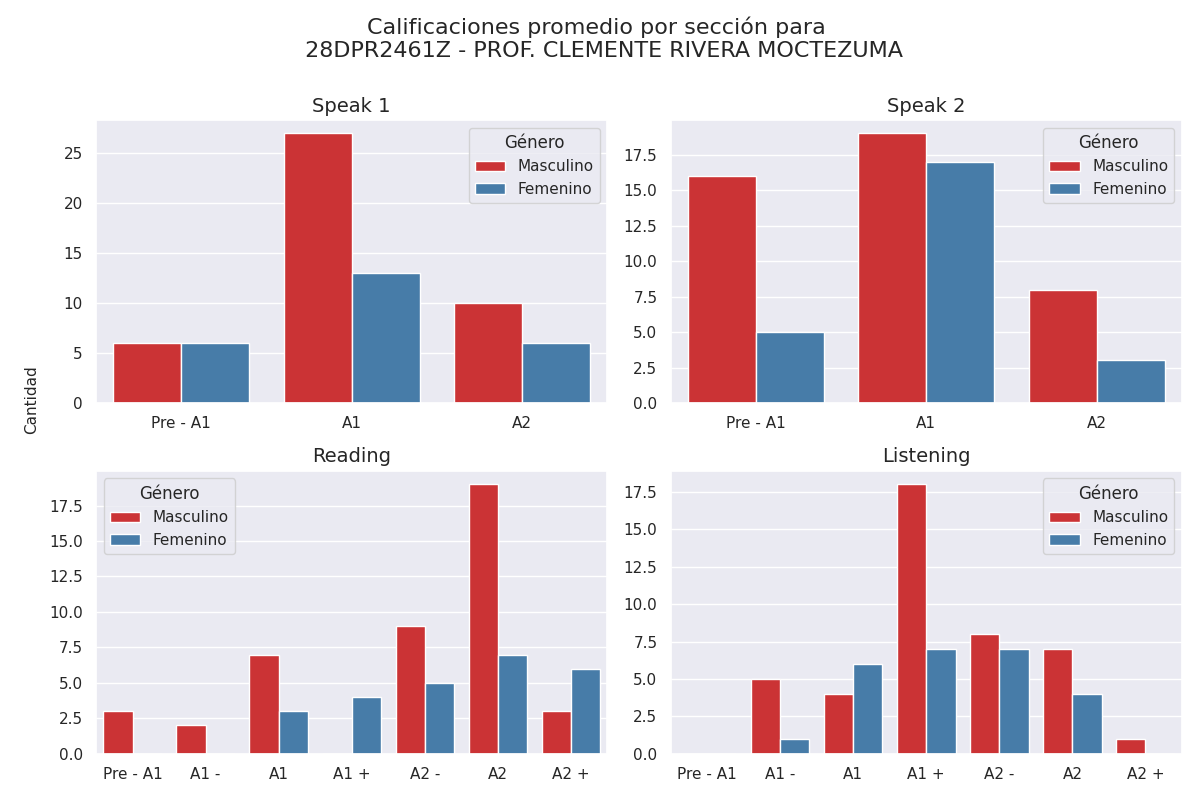 Calificaciones promedio por sección para
28DPR2461Z - PROF. CLEMENTE RIVERA MOCTEZUMA
Cantidad
Speak 1
Género
Masculino
Femenino
25
20
15
10
5
0
Pre - A1 A1 A2
Speak 2
Género
Masculino
Femenino
17.5
15.0
12.5
10.0
7.5
5.0
2.5
0.0
Pre - A1 A1 A2
Reading
Género
Masculino
Femenino
17.5
15.0
12.5
10.0
7.5
5.0
2.5
0.0
Pre - A1 A1 - A1 A1 + A2 - A2 A2 +
Listening
Género
Masculino
Femenino
17.5
15.0
12.5
10.0
7.5
5.0
2.5
0.0
Pre - A1 A1 - A1 A1 + A2 - A2 A2 +